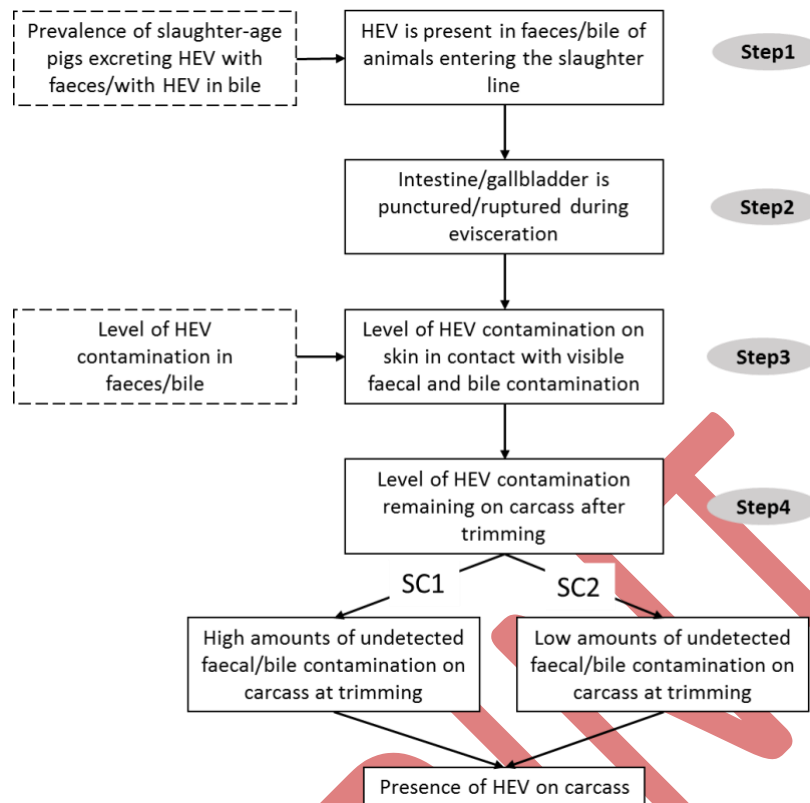 Prevalence of slaughter-age
pigs excreting HEV with
faeces/with HEV in bile
HEV is present in faeces/bile of
animals entering the slaughter
line
Step1
Intestine/gallbladder is
punctured/ruptured during
evisceration
Step2
Level of HEV
contamination in
faeces/bile
Level of HEV contamination on
skin in contact with visible
faecal and bile contamination
Step3
Level of HEV contamination
remaining on carcass after
trimming
Step4
SC1
SC2
High amounts of undetected
faecal/bile contamination on
carcass at trimming
Low amounts of undetected
faecal/bile contamination on
carcass at trimming
Presence of HEV on carcass